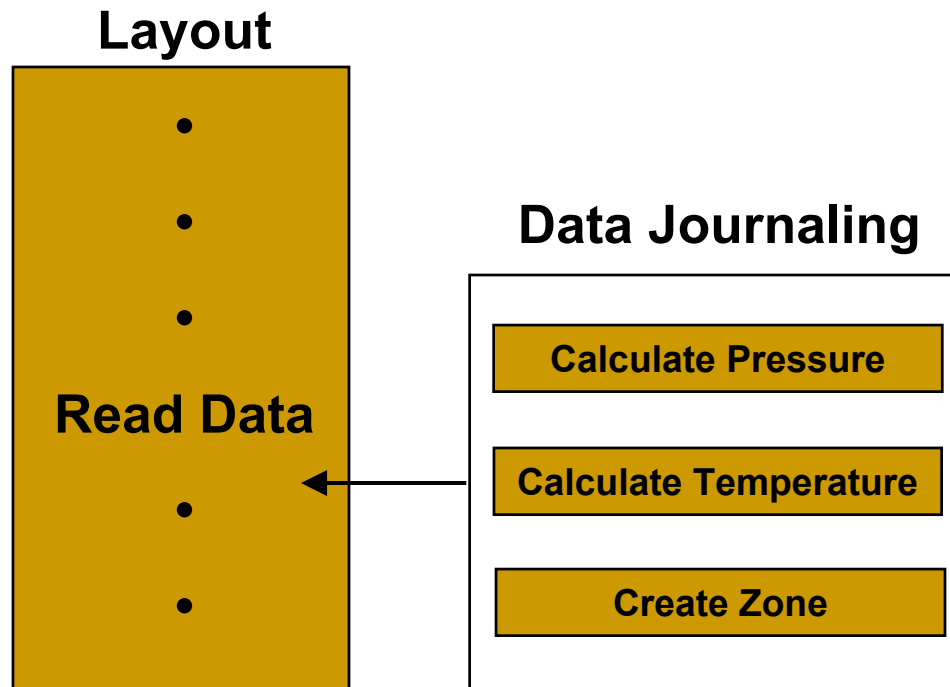 Layout
•
•
•
Read Data
•
•
Data Journaling
Calculate Pressure
Calculate Temperature
Create Zone